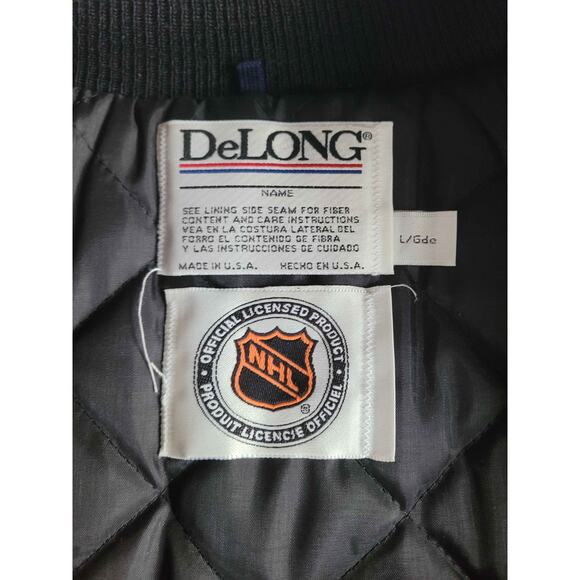 DeLONG®
NAME
SEE LINING SIDE SEAM FOR FIBER
CONTENT AND CARE INSTRUCTIONS
VEA EN LA COSTURA LATERAL DEL
FORRO EL CONTENIDO DE FIBRA
Y LAS INSTRUCCIONES DE CUIDADO
MADE IN U.S.A. HECHO EN U.S.A.
L/Gde
• OFFICIAL LICENSED PRODUCT •
NHL
®
PRODUIT LICENCIE OFFICIEL